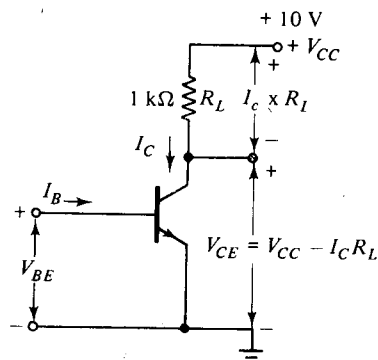 + 10 V
+ V_CC
+
1 kΩ R_L I_c x R_l
I_C
−
+
I_B
+
V_CE = V_CC − I_C R_L
V_BE
− −